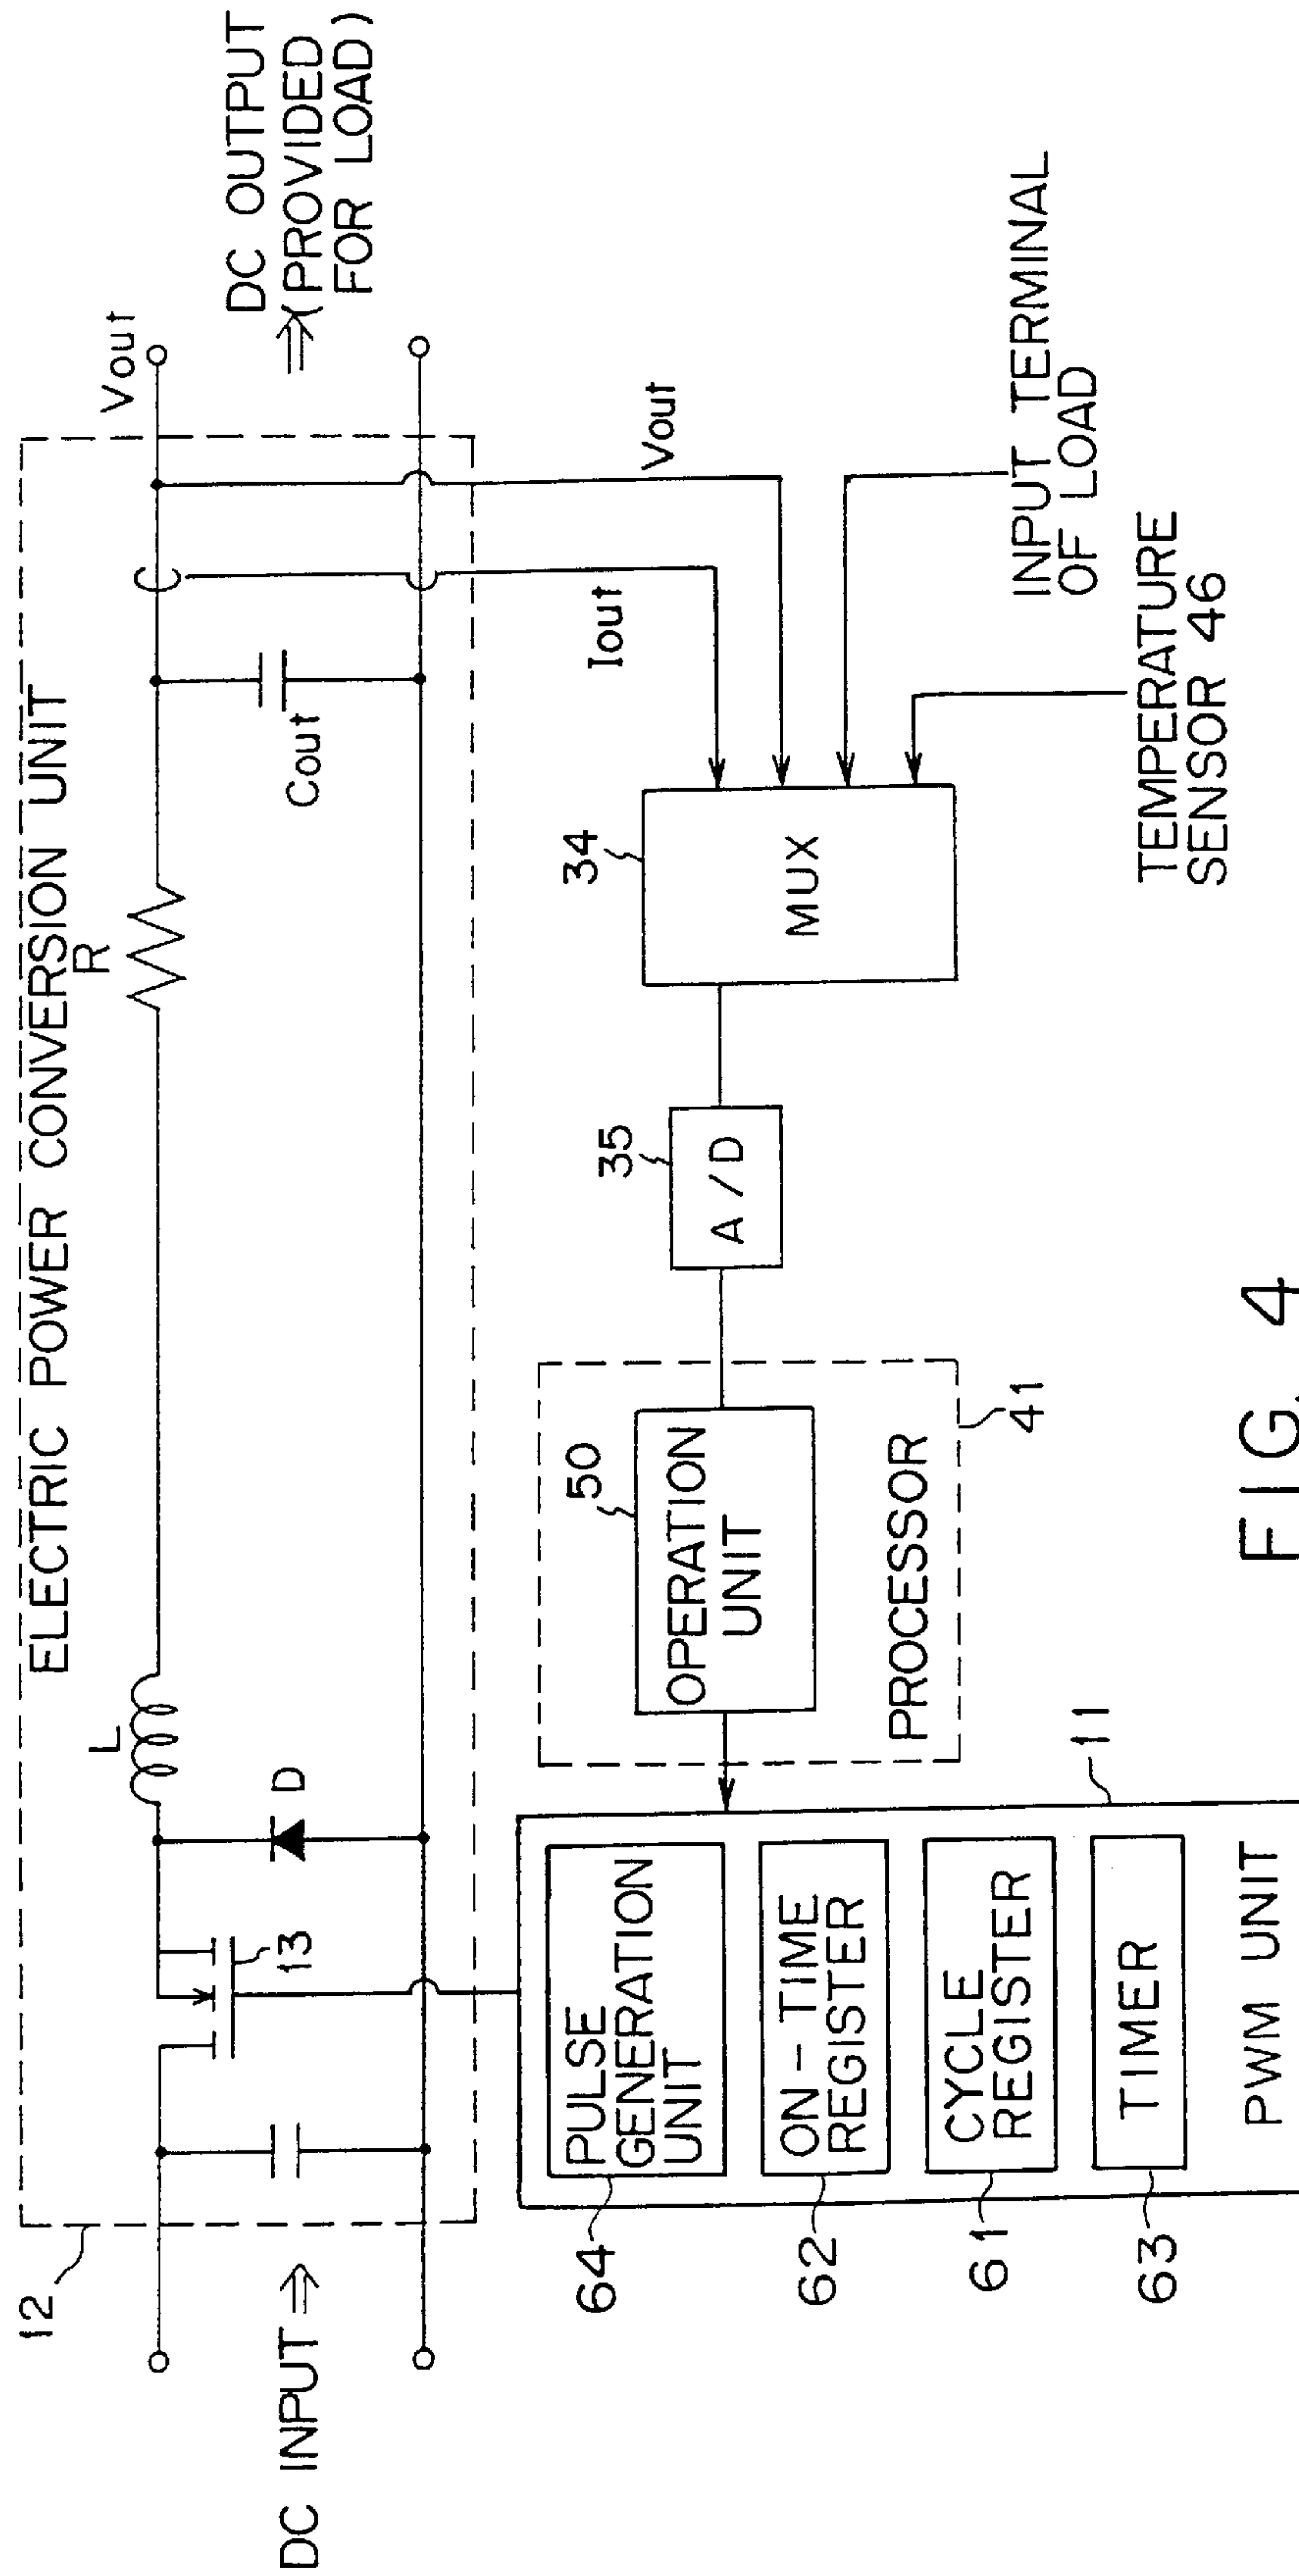 12
ELECTRIC POWER CONVERSION UNIT
L
R
Vout
DC INPUT
13
D
Cout
DC OUTPUT
(PROVIDED
FOR LOAD)
Iout
Vout
64
PULSE
GENERATION
UNIT
62
ON-TIME
REGISTER
61
CYCLE
REGISTER
63
TIMER
PWM UNIT
11
50
OPERATION
UNIT
PROCESSOR
41
35
A/D
34
MUX
INPUT TERMINAL
OF LOAD
TEMPERATURE
SENSOR 46
FIG. 4